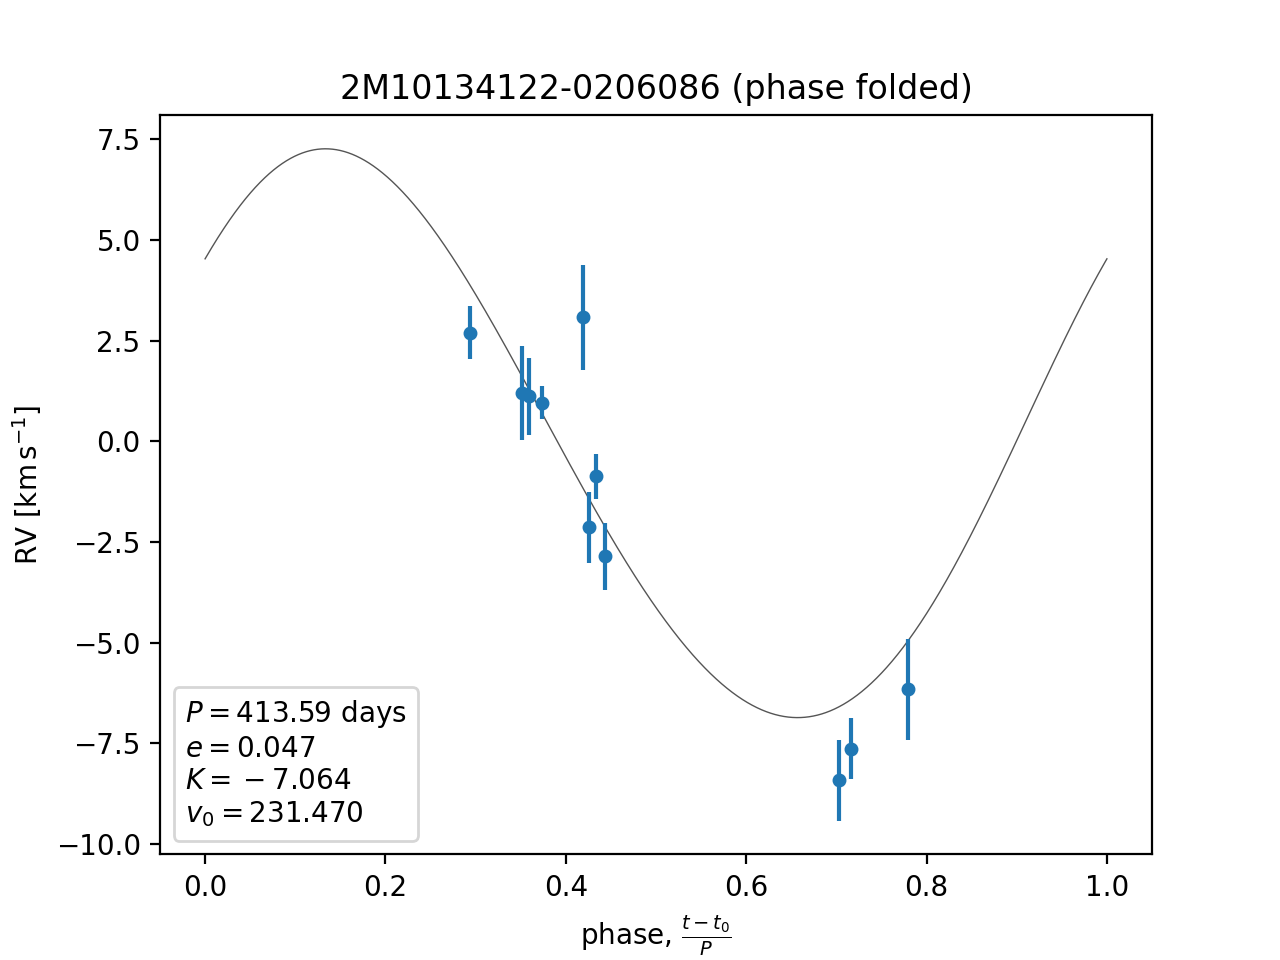 2M10134122-0206086 (phase folded)
7.5
5.0
2.5
0.0
−2.5
−5.0
−7.5
−10.0
RV [km s⁻¹]
P = 413.59 days
e = 0.047
K = − 7.064
v₀ = 231.470
0.0 0.2 0.4 0.6 0.8 1.0
phase, (t − t₀)/P